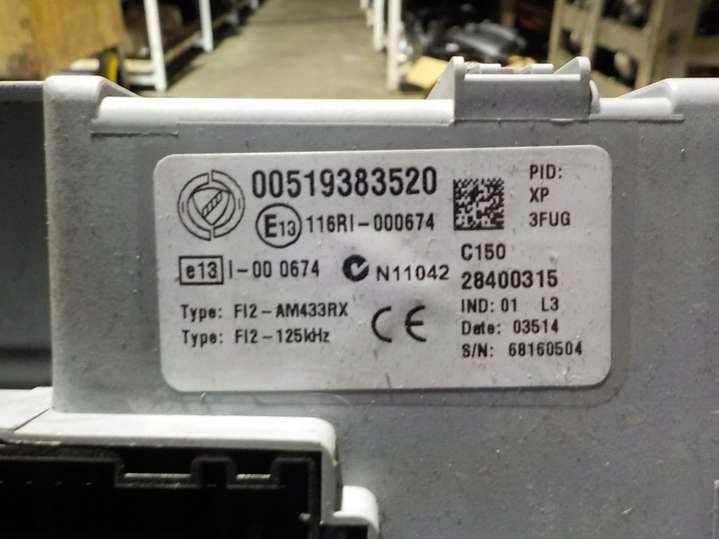 00519383520
E13 116RI-000674
e13 I-00 0674 N11042
Type: FI2-AM433RX
Type: FI2-125kHz
CE
PID:
XP
3FUG
C150
28400315
IND: 01 L3
Date: 03514
S/N: 68160504